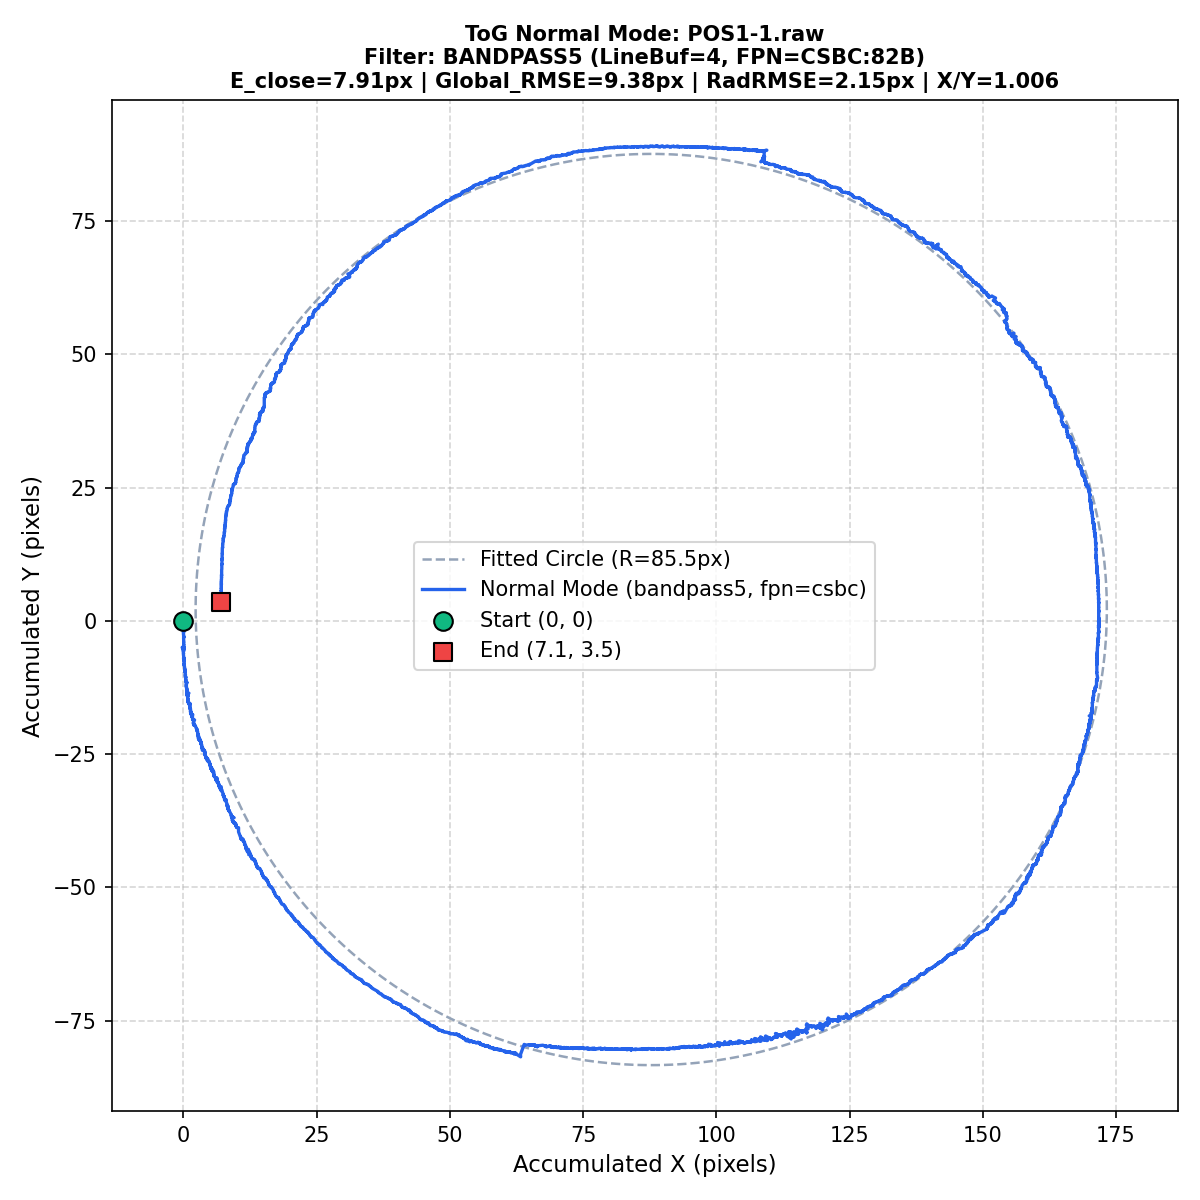 ToG Normal Mode: POS1-1.raw
Filter: BANDPASS5 (LineBuf=4, FPN=CSBC:82B)
E_close=7.91px | Global_RMSE=9.38px | RadRMSE=2.15px | X/Y=1.006
Accumulated Y (pixels)
75
50
25
0
−25
−50
−75
Fitted Circle (R=85.5px)
Normal Mode (bandpass5, fpn=csbc)
Start (0, 0)
End (7.1, 3.5)
0 25 50 75 100 125 150 175
Accumulated X (pixels)